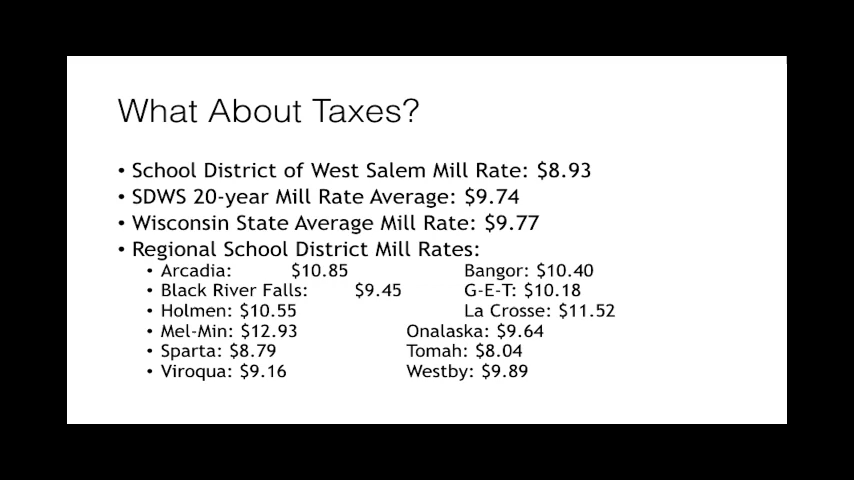 What About Taxes?
• School District of West Salem Mill Rate: $8.93
• SDWS 20-year Mill Rate Average: $9.74
• Wisconsin State Average Mill Rate: $9.77
• Regional School District Mill Rates:
• Arcadia: $10.85 Bangor: $10.40
• Black River Falls: $9.45 G-E-T: $10.18
• Holmen: $10.55 La Crosse: $11.52
• Mel-Min: $12.93 Onalaska: $9.64
• Sparta: $8.79 Tomah: $8.04
• Viroqua: $9.16 Westby: $9.89